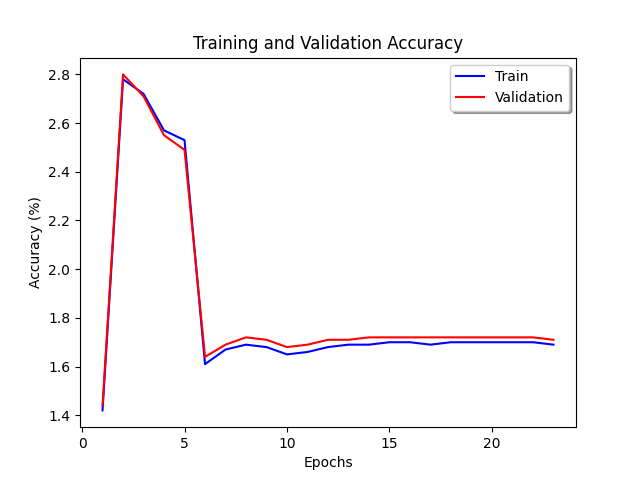 Training and Validation Accuracy
Train
Validation
Accuracy (%)
2.8
2.6
2.4
2.2
2.0
1.8
1.6
1.4
0 5 10 15 20
Epochs